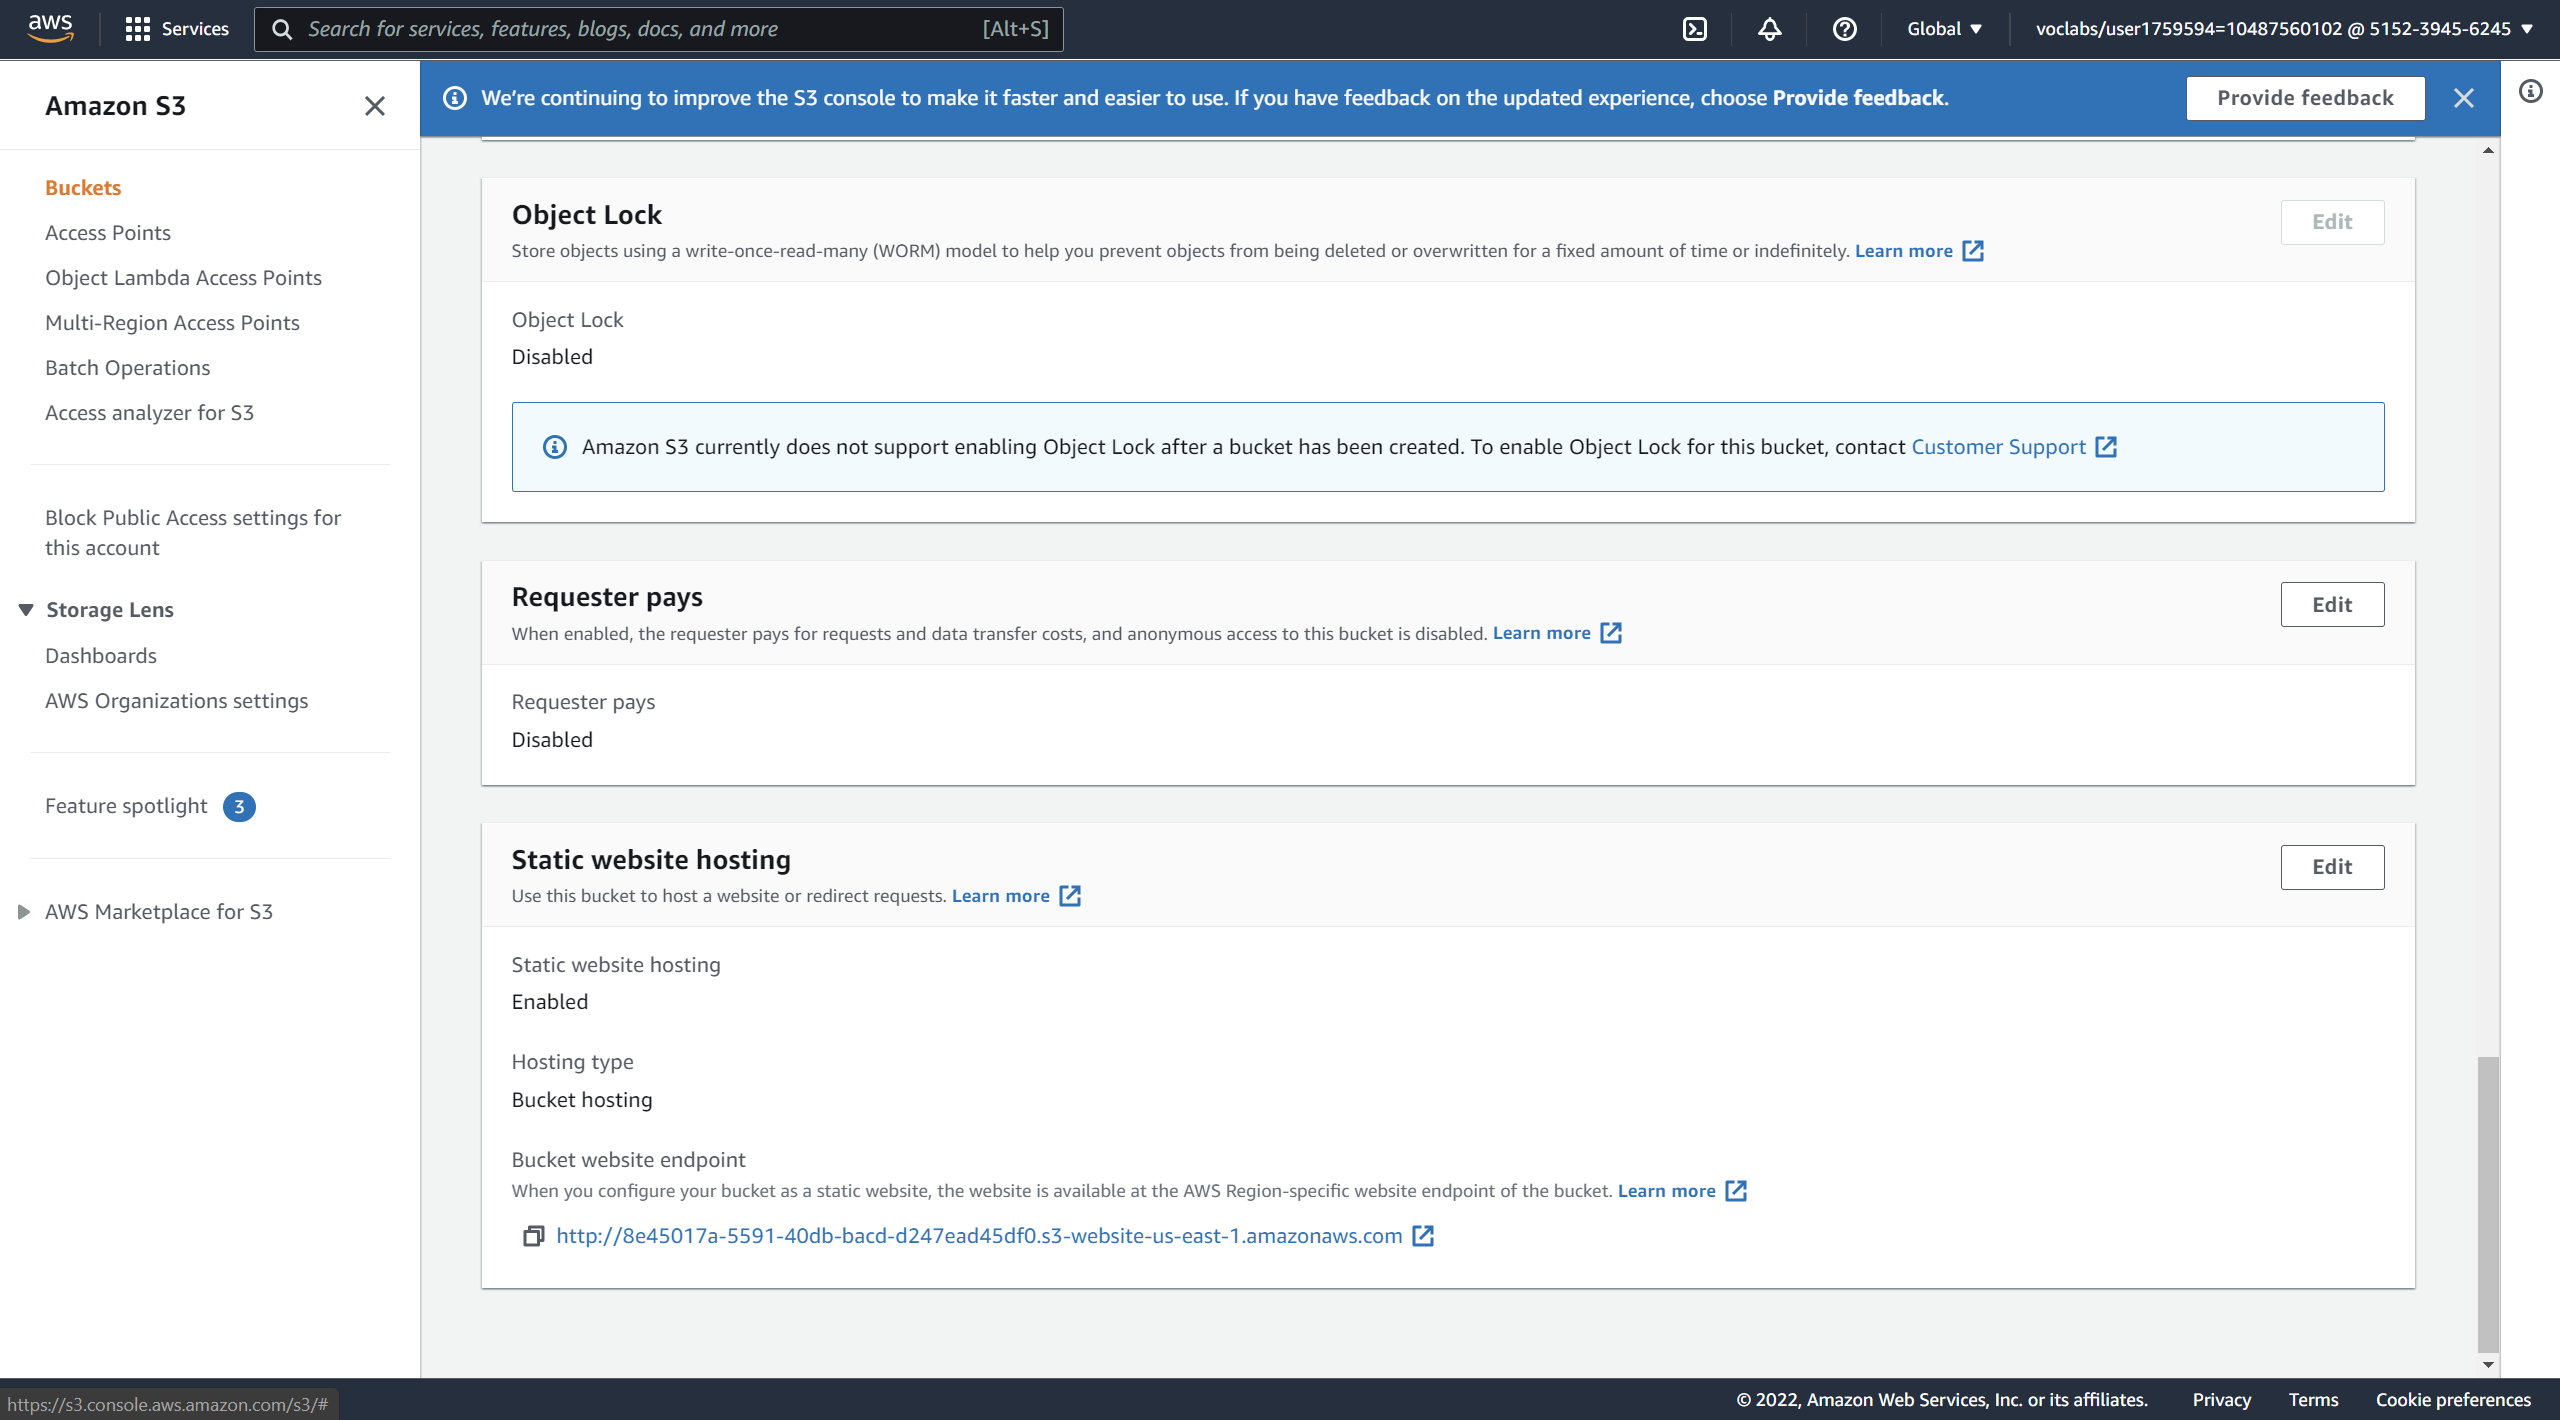 aws
Services
Search for services, features, blogs, docs, and more
[Alt+S]
Global
voclabs/user1759594=10487560102 @ 5152-3945-6245
Amazon S3
We're continuing to improve the S3 console to make it faster and easier to use. If you have feedback on the updated experience, choose Provide feedback.
Provide feedback
Buckets
Access Points
Object Lambda Access Points
Multi-Region Access Points
Batch Operations
Access analyzer for S3
Block Public Access settings for
this account
Storage Lens
Dashboards
AWS Organizations settings
Feature spotlight 3
AWS Marketplace for S3
Object Lock
Edit
Store objects using a write-once-read-many (WORM) model to help you prevent objects from being deleted or overwritten for a fixed amount of time or indefinitely. Learn more
Object Lock
Disabled
Amazon S3 currently does not support enabling Object Lock after a bucket has been created. To enable Object Lock for this bucket, contact Customer Support
Requester pays
Edit
When enabled, the requester pays for requests and data transfer costs, and anonymous access to this bucket is disabled. Learn more
Requester pays
Disabled
Static website hosting
Edit
Use this bucket to host a website or redirect requests. Learn more
Static website hosting
Enabled
Hosting type
Bucket hosting
Bucket website endpoint
When you configure your bucket as a static website, the website is available at the AWS Region-specific website endpoint of the bucket. Learn more
http://8e45017a-5591-40db-bacd-d247ead45df0.s3-website-us-east-1.amazonaws.com
https://s3.console.aws.amazon.com/s3/#
© 2022, Amazon Web Services, Inc. or its affiliates.
Privacy
Terms
Cookie preferences